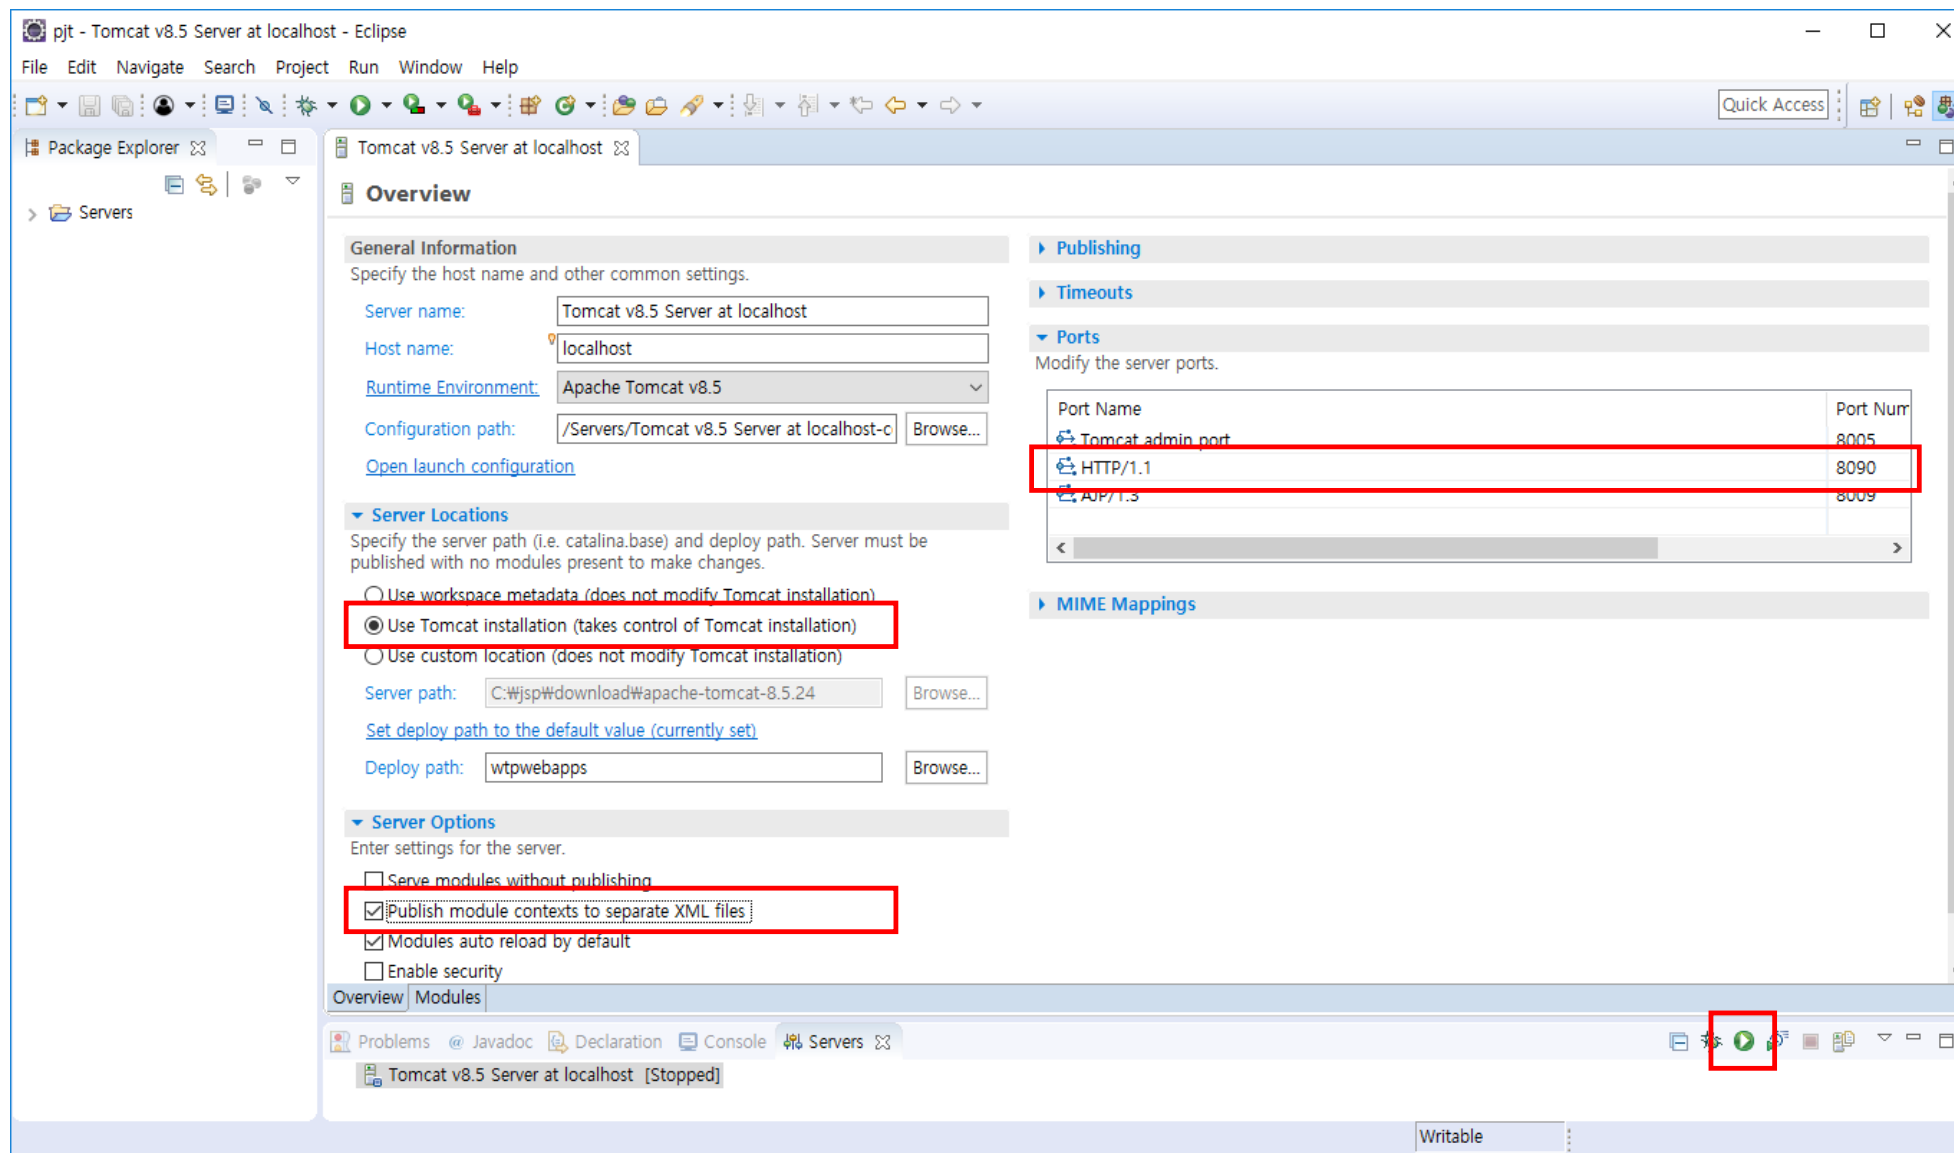 pjt - Tomcat v8.5 Server at localhost - Eclipse
File Edit Navigate Search Project Run Window Help
Quick Access
Package Explorer
Servers
Tomcat v8.5 Server at localhost
Overview
General Information
Specify the host name and other common settings.
Server name: Tomcat v8.5 Server at localhost
Host name: localhost
Runtime Environment: Apache Tomcat v8.5
Configuration path: /Servers/Tomcat v8.5 Server at localhost-c Browse...
Open launch configuration
Server Locations
Specify the server path (i.e. catalina.base) and deploy path. Server must be
published with no modules present to make changes.
Use workspace metadata (does not modify Tomcat installation)
Use Tomcat installation (takes control of Tomcat installation)
Use custom location (does not modify Tomcat installation)
Server path: C:₩jsp₩download₩apache-tomcat-8.5.24 Browse...
Set deploy path to the default value (currently set)
Deploy path: wtpwebapps Browse...
Server Options
Enter settings for the server.
Serve modules without publishing
Publish module contexts to separate XML files
Modules auto reload by default
Enable security
Publishing
Timeouts
Ports
Modify the server ports.
Port Name Port Num
Tomcat admin port 8005
HTTP/1.1 8090
AJP/1.3 8009
MIME Mappings
Overview Modules
Problems @ Javadoc Declaration Console Servers
Tomcat v8.5 Server at localhost [Stopped]
Writable